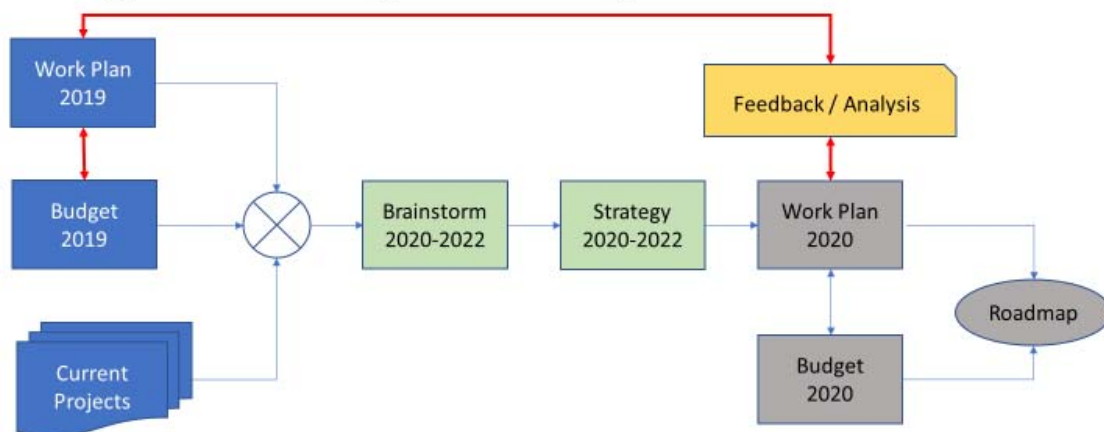 Work Plan
2019
Feedback / Analysis
Budget
2019
Brainstorm
2020-2022
Strategy
2020-2022
Work Plan
2020
Roadmap
Current
Projects
Budget
2020